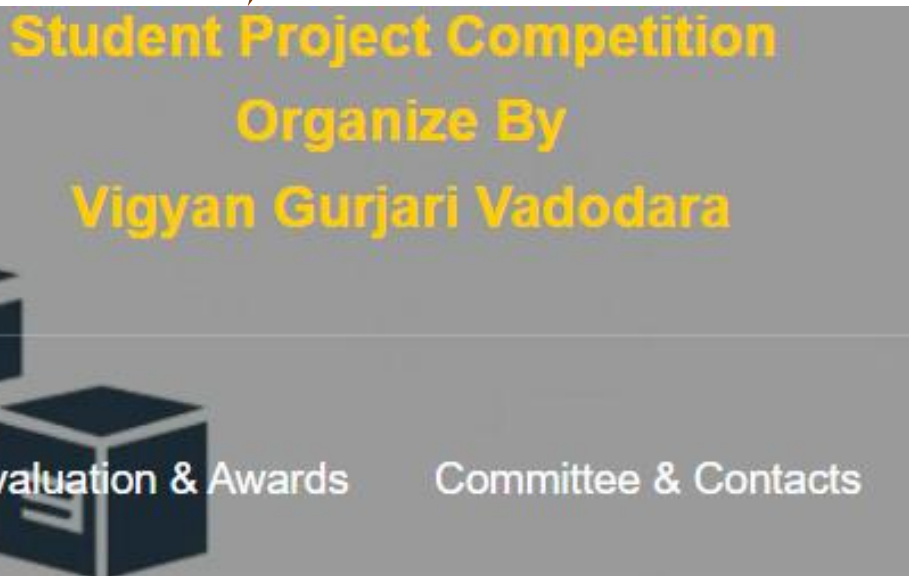 Student Project Competition
Organize By
Vigyan Gurjari Vadodara
valuation & Awards
Committee & Contacts